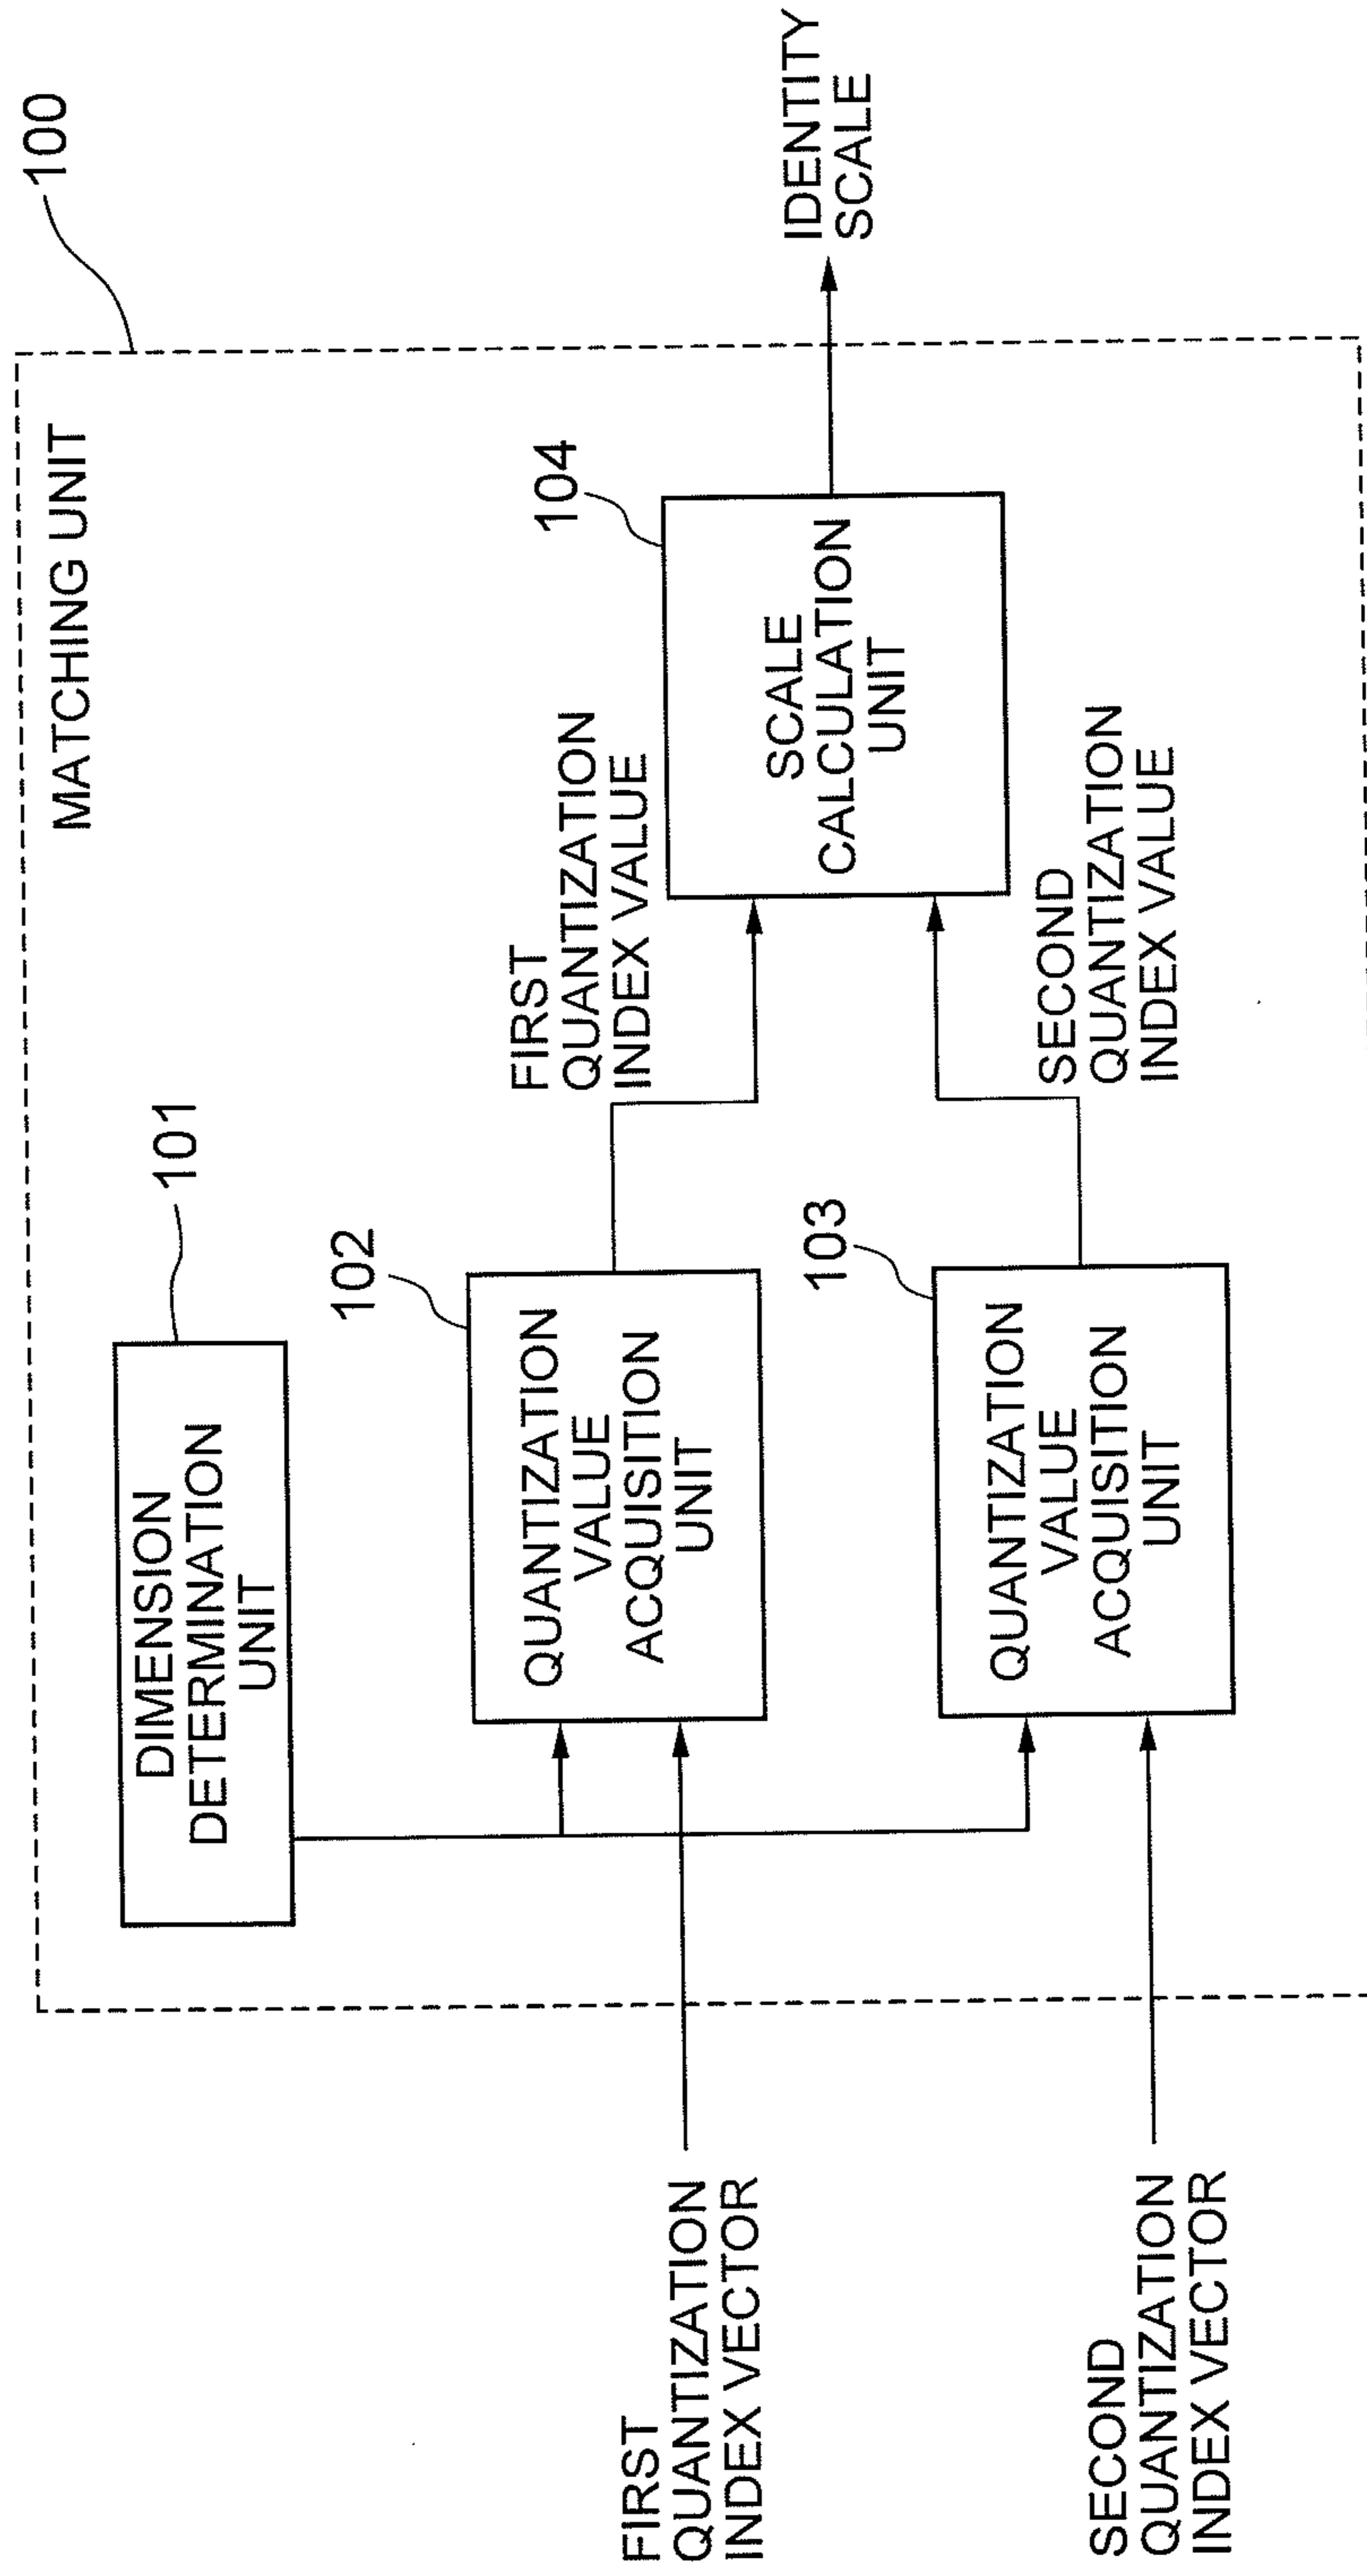 100
MATCHING UNIT
101
DIMENSION
DETERMINATION
UNIT
102
QUANTIZATION
VALUE
ACQUISITION
UNIT
FIRST
QUANTIZATION
INDEX VALUE
104
SCALE
CALCULATION
UNIT
IDENTITY
SCALE
FIRST
QUANTIZATION
INDEX VECTOR
103
QUANTIZATION
VALUE
ACQUISITION
UNIT
SECOND
QUANTIZATION
INDEX VALUE
SECOND
QUANTIZATION
INDEX VECTOR